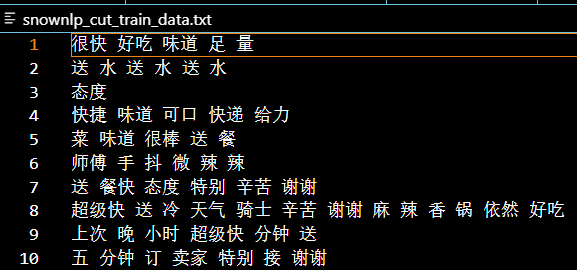 snownlp_cut_train_data.txt
1 很快 好吃 味道 足 量
2 送 水 送 水 送 水
3 态度
4 快捷 味道 可口 快递 给力
5 菜 味道 很棒 送 餐
6 师傅 手 抖 微 辣 辣
7 送 餐快 态度 特别 辛苦 谢谢
8 超级快 送 冷 天气 骑士 辛苦 谢谢 麻 辣 香 锅 依然 好吃
9 上次 晚 小时 超级快 分钟 送
10 五 分钟 订 卖家 特别 接 谢谢